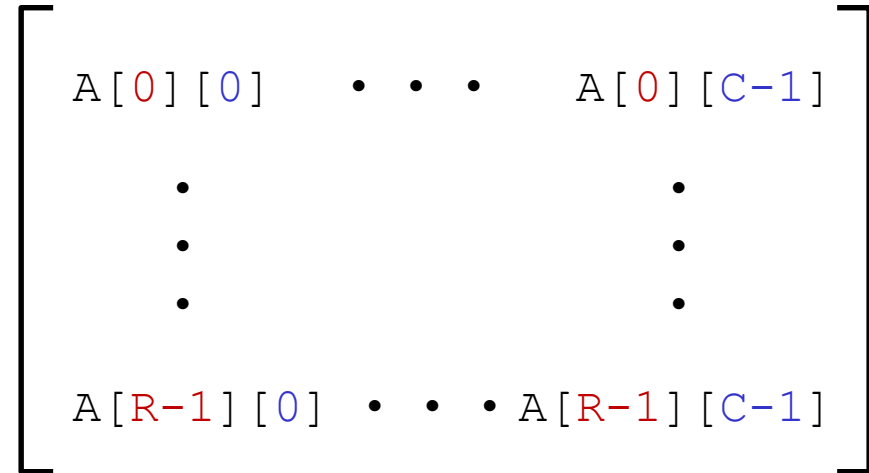 A[0][0] • • • A[0][C-1]
• •
• •
• •
A[R-1][0] • • • A[R-1][C-1]